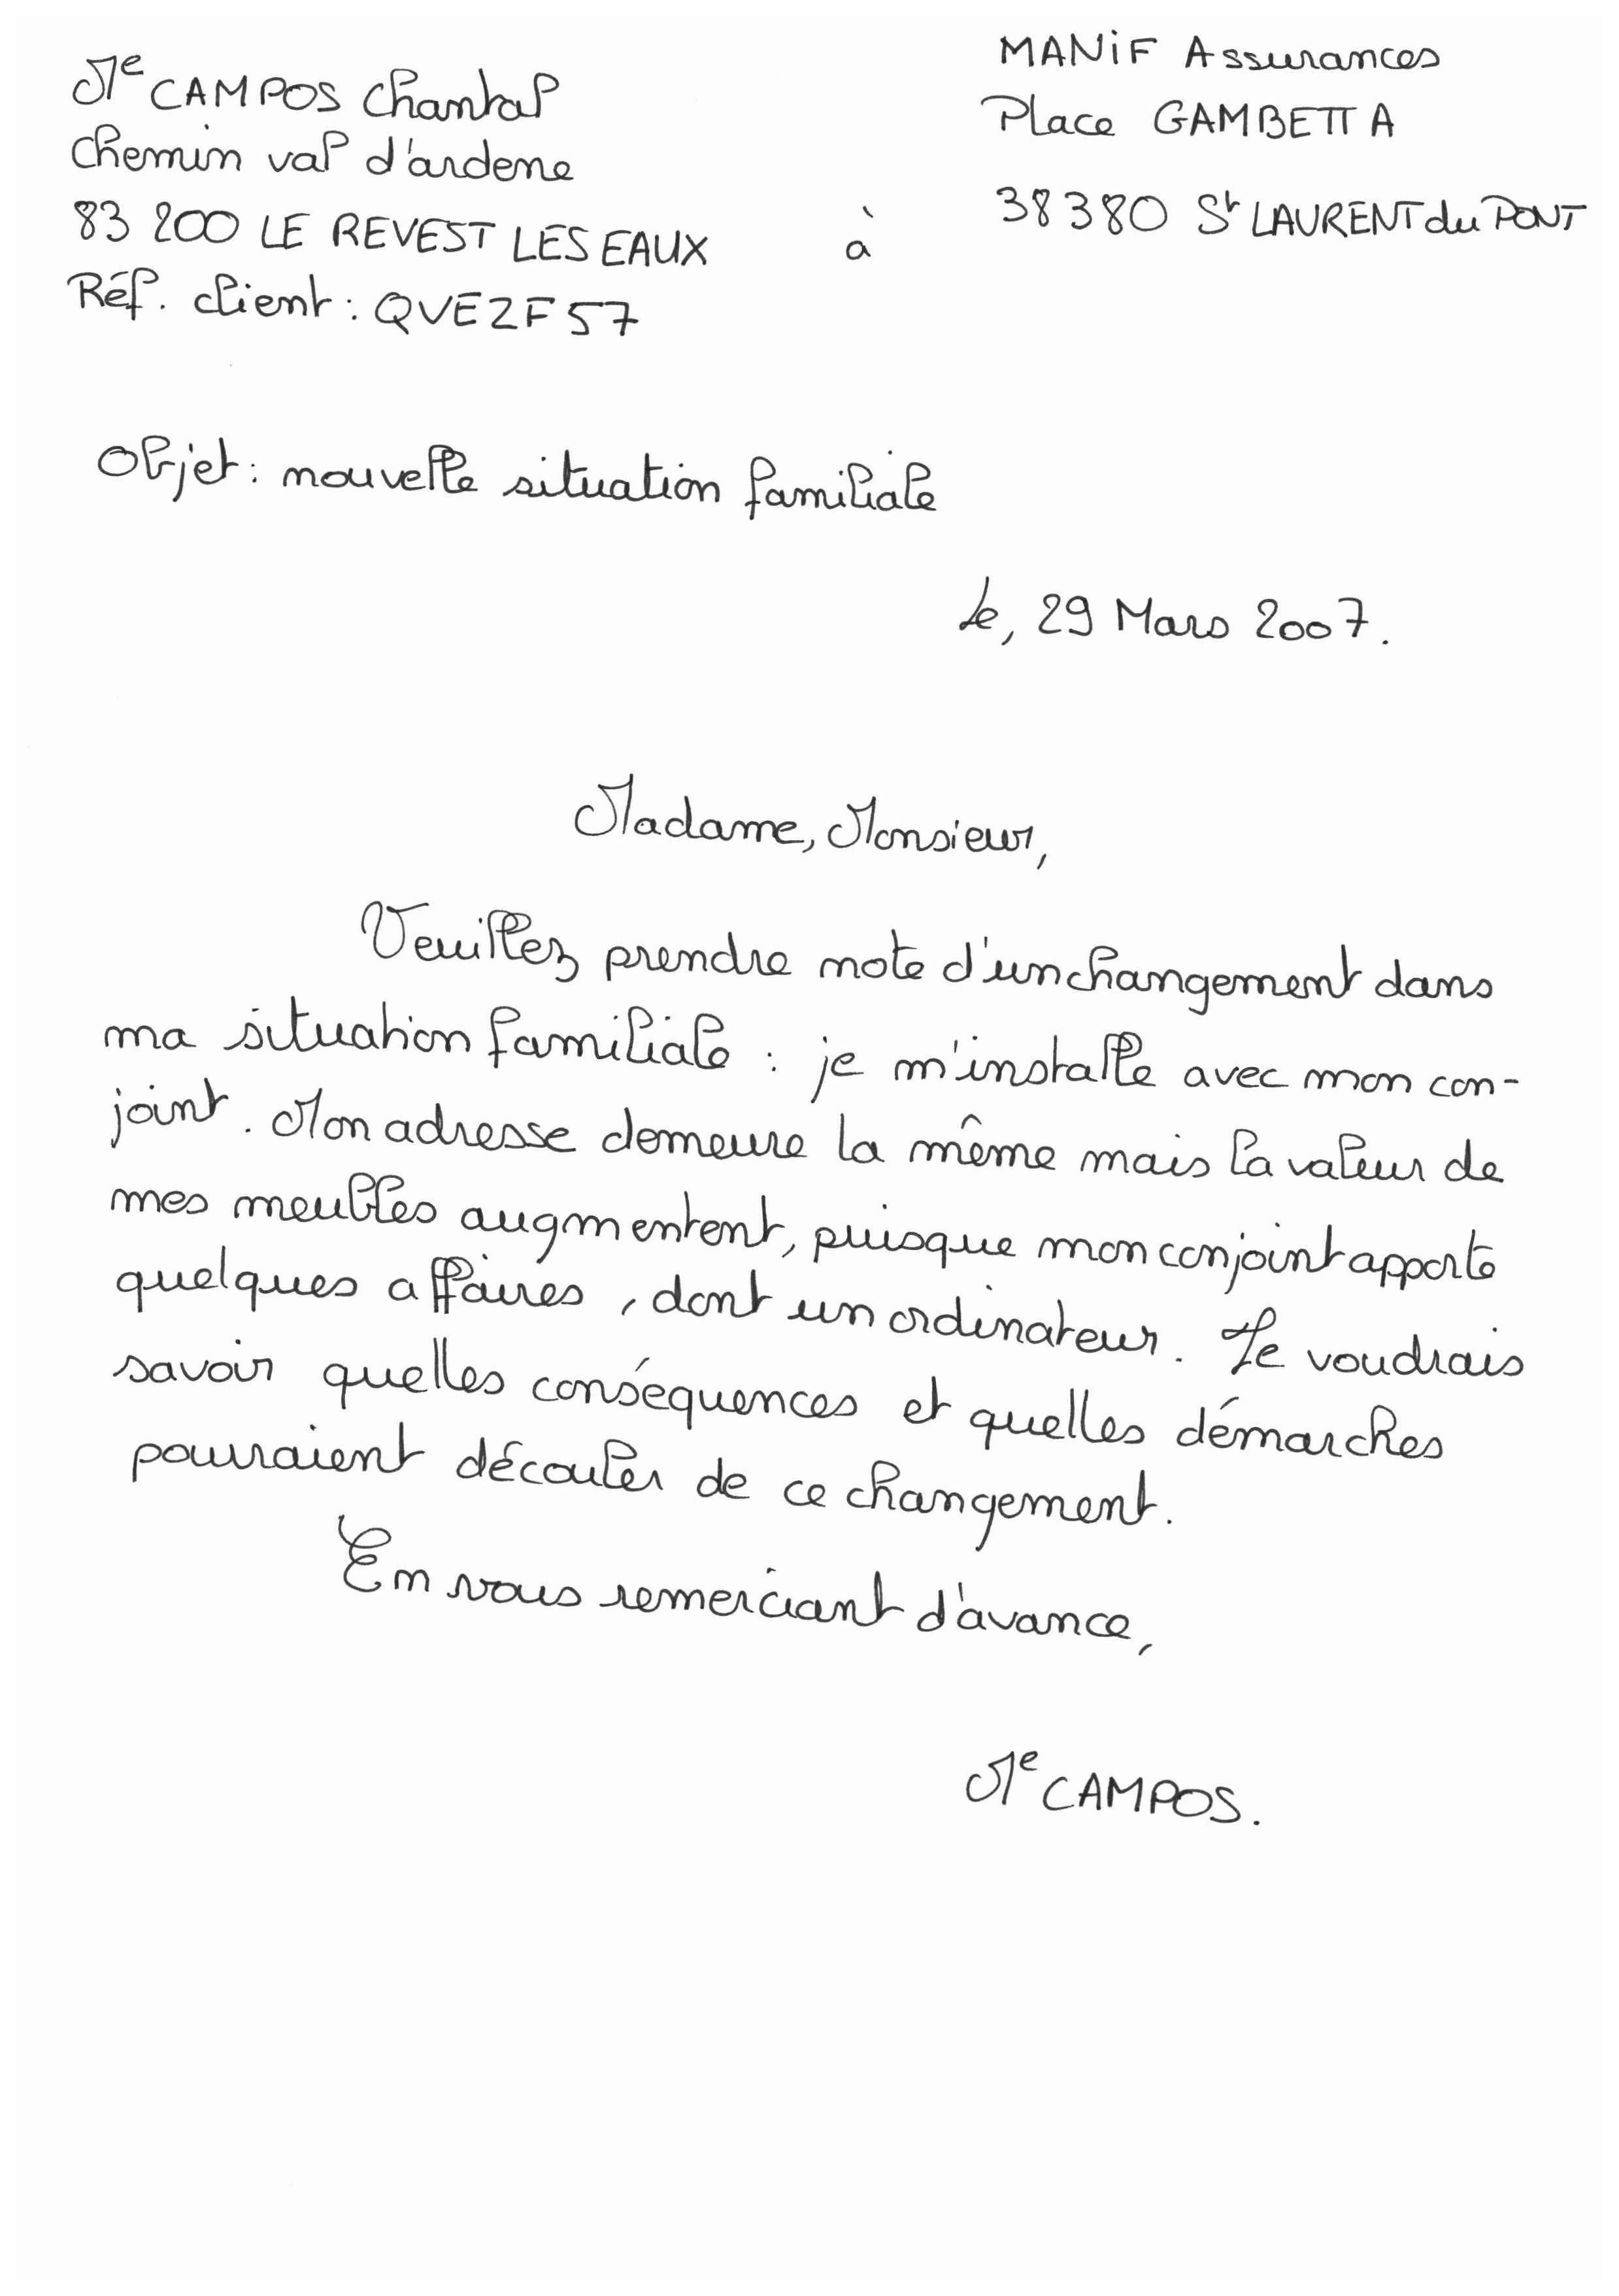 Me CAMPOS Chantal
Chemin val d'ardene
83 200 LE REVEST LES EAUX
Réf. client : QVEZF57
à
MANiF Assurances
Place GAMBETTA
38380 St LAURENT du PONT
Objet : nouvelle situation familiale
Le, 29 Mars 2007.
Madame, Monsieur,
Veuillez prendre note d'un changement dans
ma situation familiale : je m'installe avec mon con-
joint. Mon adresse demeure la même mais la valeur de
mes meubles augmentent, puisque mon conjoint apporte
quelques affaires, dont un ordinateur. Je voudrais
savoir quelles conséquences et quelles démarches
pourraient découler de ce changement.
En vous remerciant d'avance,
Me CAMPOS.